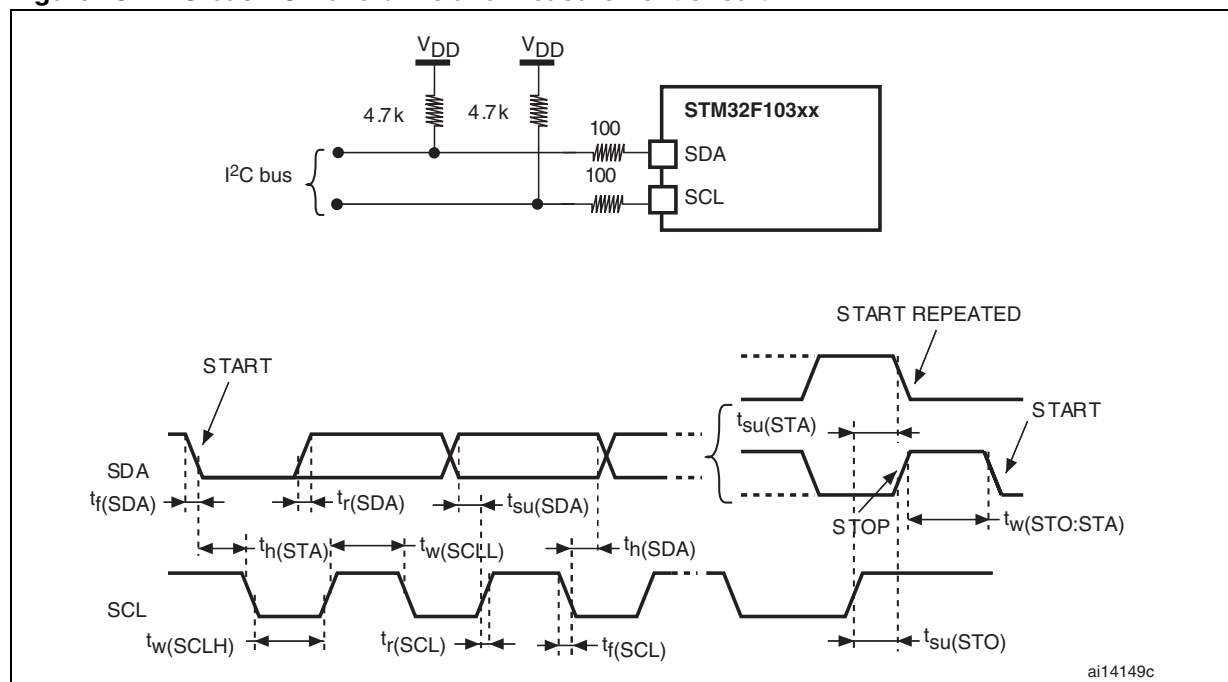 VDD VDD
4.7k 4.7k
STM32F103xx
100
SDA
I²C bus
100
SCL
START REPEATED
START
START
tsu(STA)
SDA
tf(SDA) tr(SDA) tsu(SDA)
STOP
tw(STO:STA)
th(STA) tw(SCLL) th(SDA)
SCL
tw(SCLH) tr(SCL) tf(SCL) tsu(STO)
ai14149c